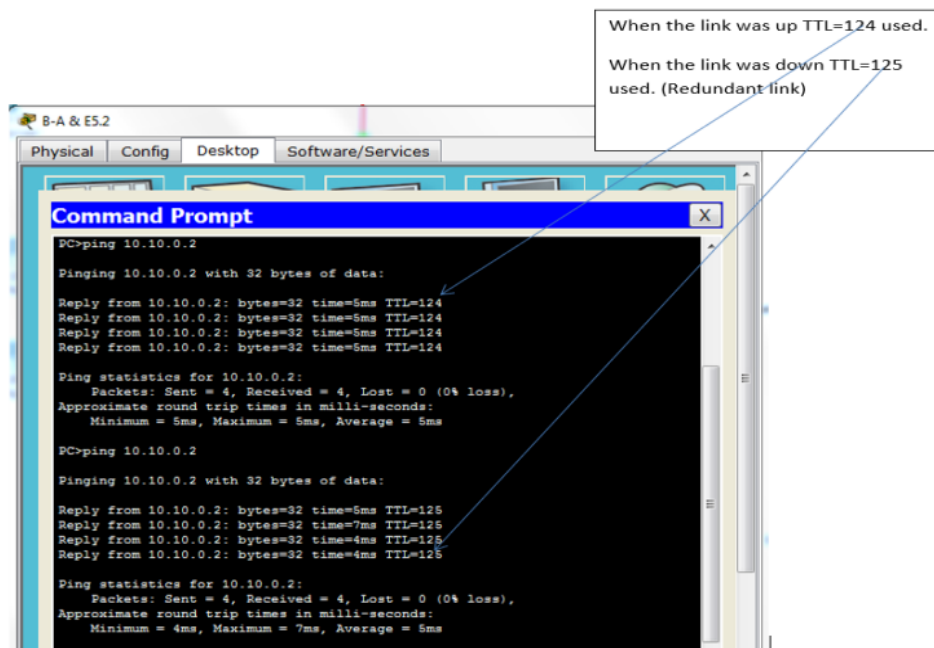 When the link was up TTL=124 used.
When the link was down TTL=125
used. (Redundant link)
B-A & E5.2
Physical Config Desktop Software/Services
Command Prompt
X
PC>ping 10.10.0.2
Pinging 10.10.0.2 with 32 bytes of data:
Reply from 10.10.0.2: bytes=32 time=5ms TTL=124
Reply from 10.10.0.2: bytes=32 time=5ms TTL=124
Reply from 10.10.0.2: bytes=32 time=5ms TTL=124
Reply from 10.10.0.2: bytes=32 time=5ms TTL=124
Ping statistics for 10.10.0.2:
Packets: Sent = 4, Received = 4, Lost = 0 (0% loss),
Approximate round trip times in milli-seconds:
Minimum = 5ms, Maximum = 5ms, Average = 5ms
PC>ping 10.10.0.2
Pinging 10.10.0.2 with 32 bytes of data:
Reply from 10.10.0.2: bytes=32 time=5ms TTL=125
Reply from 10.10.0.2: bytes=32 time=7ms TTL=125
Reply from 10.10.0.2: bytes=32 time=4ms TTL=125
Reply from 10.10.0.2: bytes=32 time=4ms TTL=125
Ping statistics for 10.10.0.2:
Packets: Sent = 4, Received = 4, Lost = 0 (0% loss),
Approximate round trip times in milli-seconds:
Minimum = 4ms, Maximum = 7ms, Average = 5ms